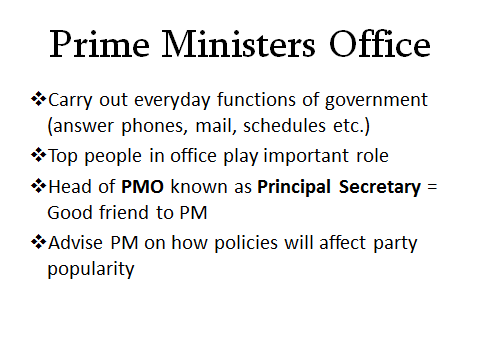 Prime Ministers Office
❖Carry out everyday functions of government
(answer phones, mail, schedules etc.)
❖Top people in office play important role
❖Head of PMO known as Principal Secretary =
Good friend to PM
❖Advise PM on how policies will affect party
popularity